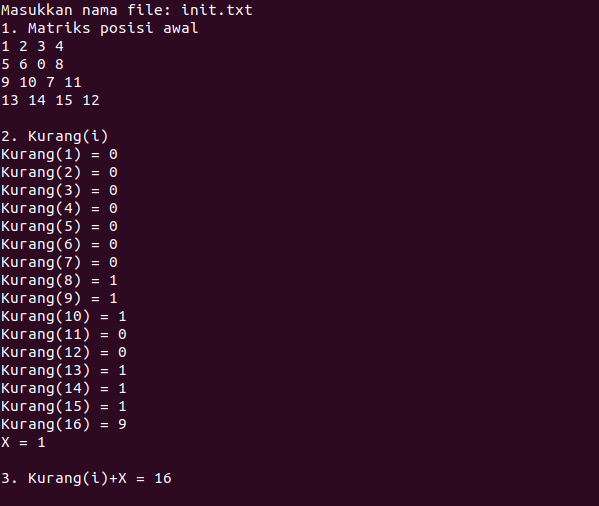 Masukkan nama file: init.txt
1. Matriks posisi awal
1 2 3 4
5 6 0 8
9 10 7 11
13 14 15 12
2. Kurang(i)
Kurang(1) = 0
Kurang(2) = 0
Kurang(3) = 0
Kurang(4) = 0
Kurang(5) = 0
Kurang(6) = 0
Kurang(7) = 0
Kurang(8) = 1
Kurang(9) = 1
Kurang(10) = 1
Kurang(11) = 0
Kurang(12) = 0
Kurang(13) = 1
Kurang(14) = 1
Kurang(15) = 1
Kurang(16) = 9
X = 1
3. Kurang(i)+X = 16